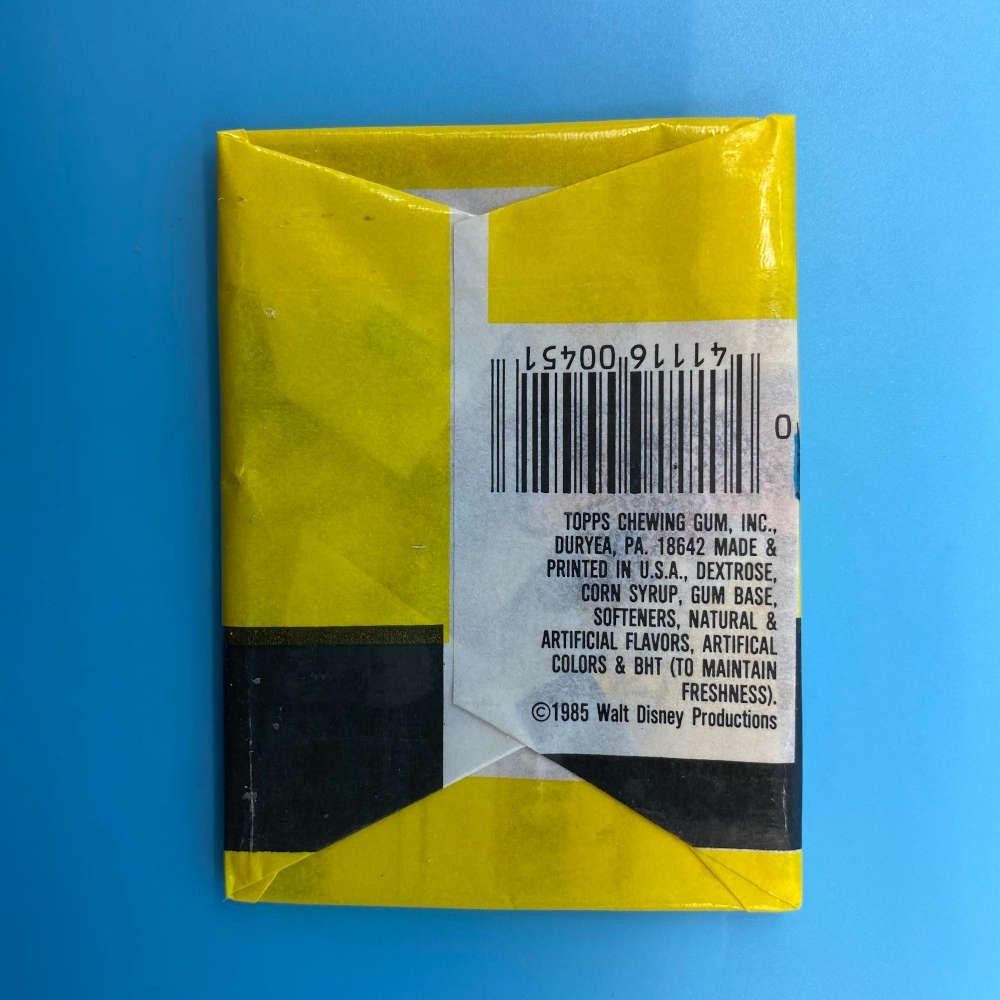 41116 00451
0
TOPPS CHEWING GUM, INC.,
DURYEA, PA. 18642 MADE &
PRINTED IN U.S.A., DEXTROSE,
CORN SYRUP, GUM BASE,
SOFTENERS, NATURAL &
ARTIFICIAL FLAVORS, ARTIFICAL
COLORS & BHT (TO MAINTAIN
FRESHNESS).
©1985 Walt Disney Productions